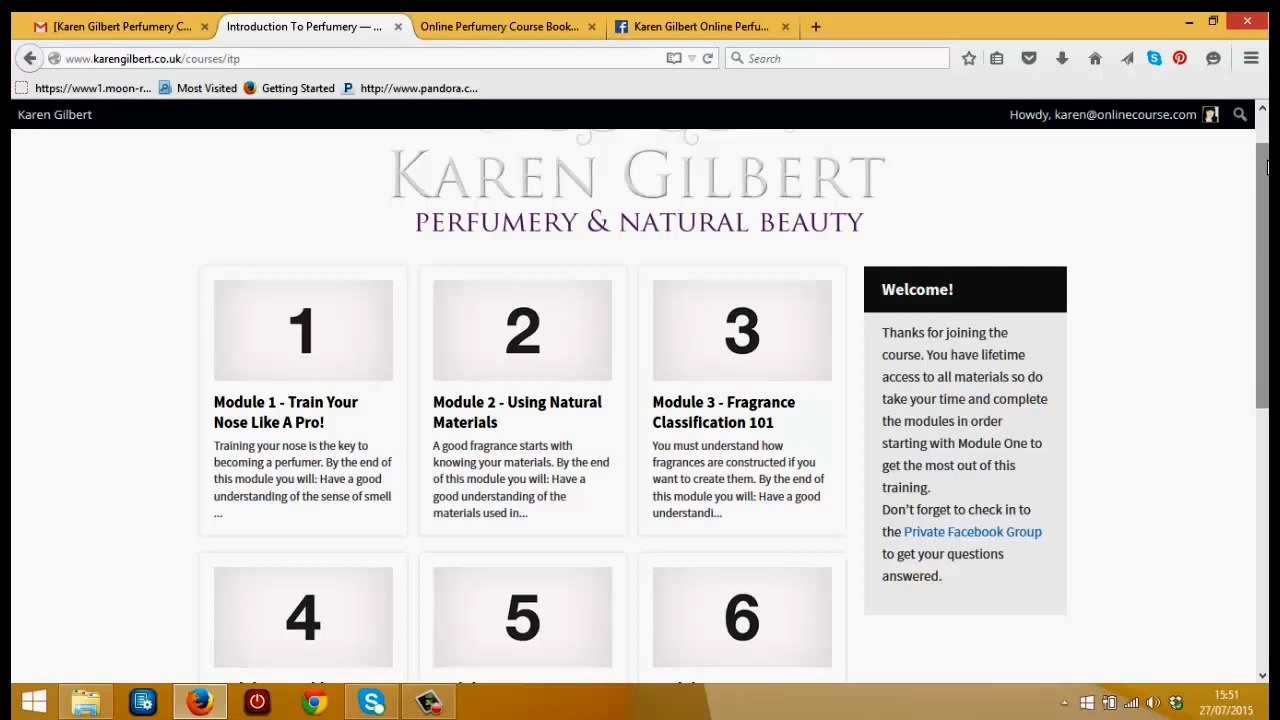 [Karen Gilbert Perfumery C...
Introduction To Perfumery — ...
Online Perfumery Course Book...
Karen Gilbert Online Perfu...
www.karengilbert.co.uk/courses/itp
Search
https://www1.moon-r...
Most Visited
Getting Started
http://www.pandora.c...
Karen Gilbert
Howdy, karen@onlinecourse.com
KAREN GILBERT
PERFUMERY & NATURAL BEAUTY
1
Module 1 - Train Your
Nose Like A Pro!
Training your nose is the key to
becoming a perfumer. By the end of
this module you will: Have a good
understanding of the sense of smell
...
2
Module 2 - Using Natural
Materials
A good fragrance starts with
knowing your materials. By the end
of this module you will: Have a
good understanding of the
materials used in...
3
Module 3 - Fragrance
Classification 101
You must understand how
fragrances are constructed if you
want to create them. By the end of
this module you will: Have a good
understandi...
Welcome!
Thanks for joining the
course. You have lifetime
access to all materials so do
take your time and complete
the modules in order
starting with Module One to
get the most out of this
training.
Don't forget to check in to
the Private Facebook Group
to get your questions
answered.
4
5
6
15:51
27/07/2015